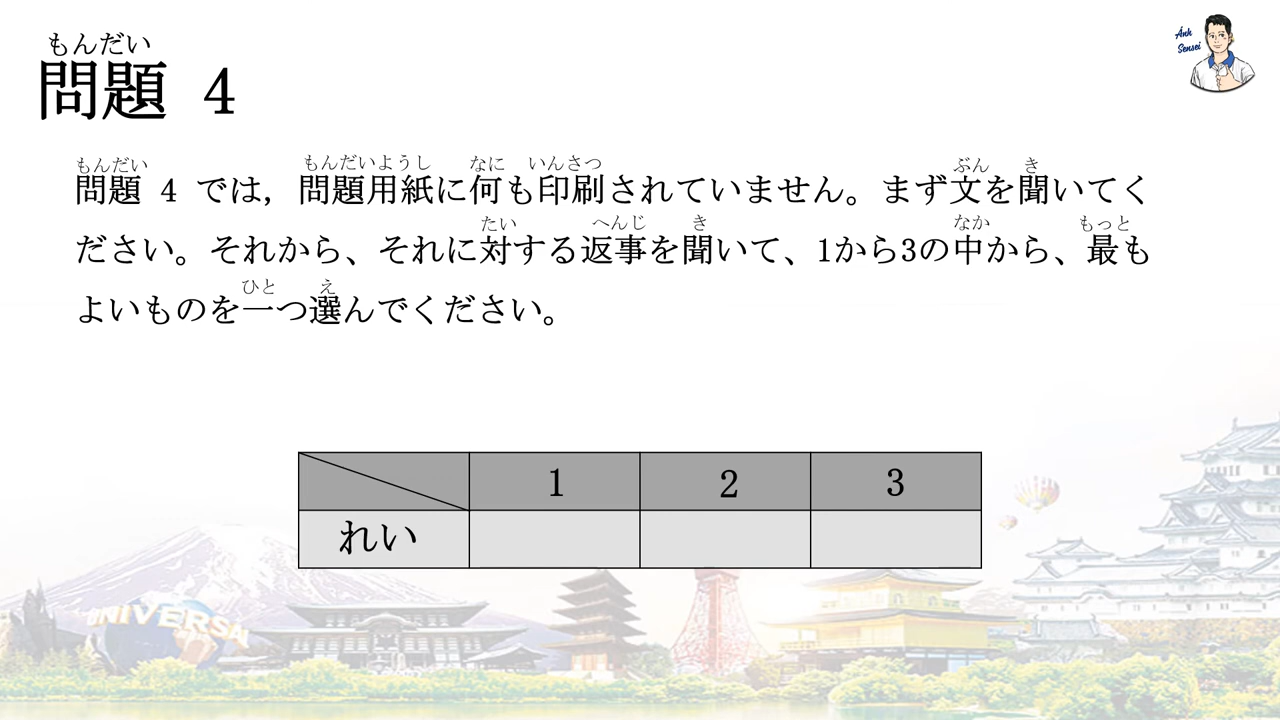 もんだい
問題 4
Ánh
Sensei
もんだい もんだいようし なに いんさつ ぶん き
問題 4 では, 問題用紙に何も印刷されていません。まず文を聞いてく
たい へんじ き なか もっと
ださい。それから、それに対する返事を聞いて、1から3の中から、最も
ひと え
よいものを一つ選んでください。
1 2 3
れい
UNIVERSAL